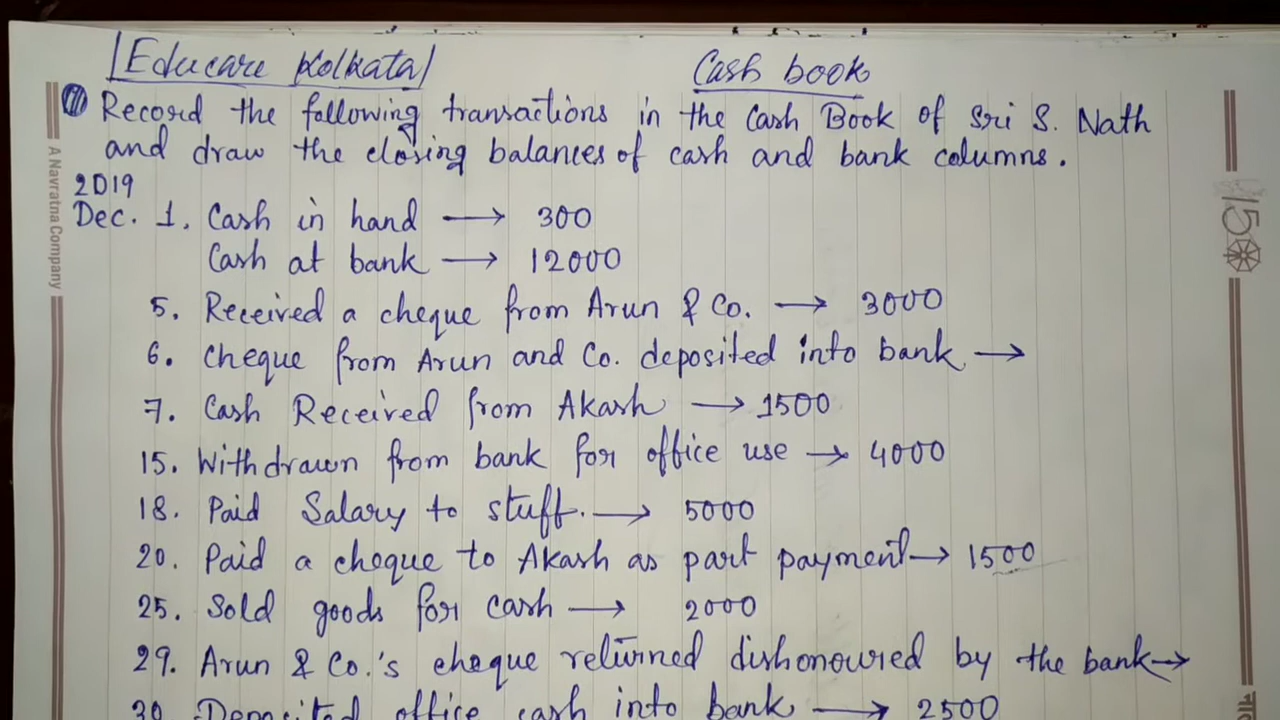 Educare Kolkata
Cash book
Record the following transactions in the Cash Book of Sri S. Nath
and draw the closing balances of cash and bank columns.
2019
Dec. 1. Cash in hand → 300
Cash at bank → 12000
5. Received a cheque from Arun & Co. → 3000
6. Cheque from Arun and Co. deposited into bank →
7. Cash Received from Akash → 1500
15. Withdrawn from bank for office use → 4000
18. Paid Salary to stuff. → 5000
20. Paid a cheque to Akash as part payment → 1500
25. Sold goods for cash → 2000
29. Arun & Co.'s cheque returned dishonoured by the bank →
30. Deposited office cash into bank → 2500
A Navratna Company
150